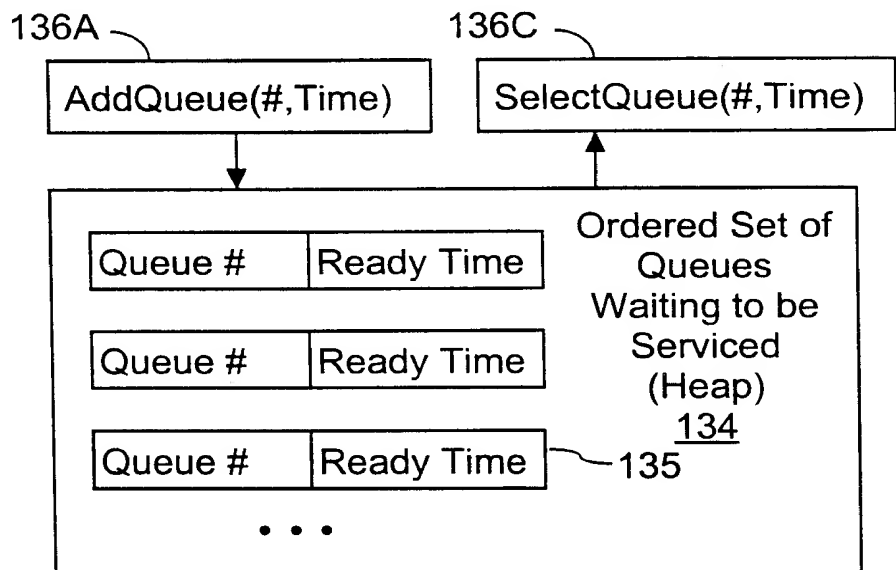 136A
136C
AddQueue(#,Time)
SelectQueue(#,Time)
Ordered Set of
Queues
Waiting to be
Serviced
(Heap)
134
Queue # Ready Time
Queue # Ready Time
Queue # Ready Time
135
• • •